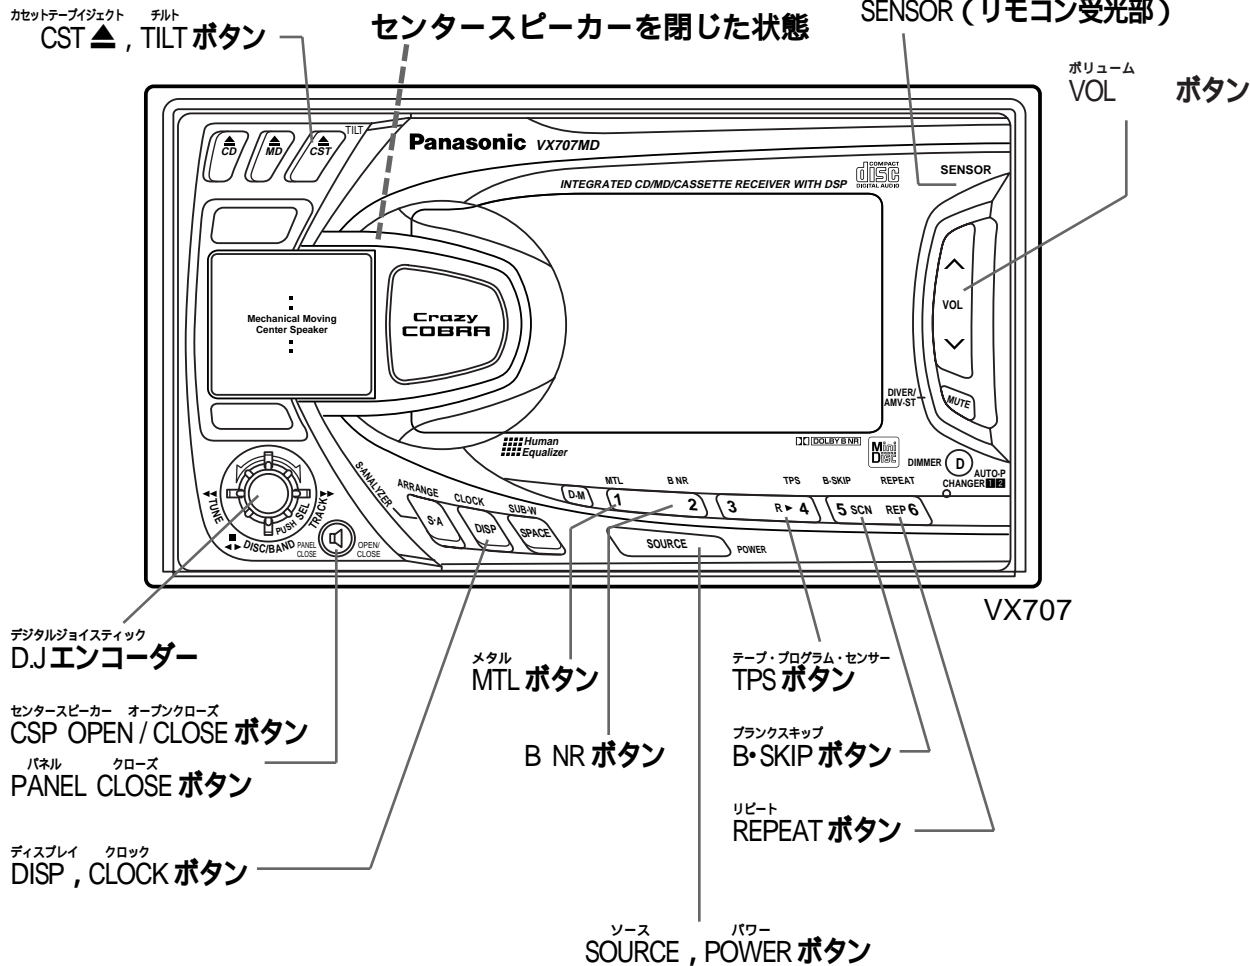 カセットテープイジェクト チルト
CST ▲ , TILT ボタン
センタースピーカーを閉じた状態
SENSOR ( リモコン受光部 )
ボリューム
VOL ボタン
TILT
CD MD CST
Panasonic VX707MD
COMPACT
disc
DIGITAL AUDIO
SENSOR
INTEGRATED CD/MD/CASSETTE RECEIVER WITH DSP
VOL
Mechanical Moving
Center Speaker
Crazy
COBRA
DIVER/
AMV-ST
MUTE
Human
Equalizer
DOLBY B NR
Mini
Disc
DIMMER D
AUTO-P
CHANGER 1 2
MTL B NR TPS B·SKIP REPEAT
S·ANALYZER
ARRANGE CLOCK SUB·W
D·M 1 2 3 R ► 4 5 SCN REP 6
S·A DISP SPACE
SOURCE POWER
◄◄ TUNE TRACK ►►
PUSH SEL
■ ◄ ► DISC/BAND
PANEL
CLOSE
OPEN/
CLOSE
VX707
デジタルジョイスティック
D.J エンコーダー
メタル
MTL ボタン
テープ・プログラム・センサー
TPS ボタン
センタースピーカー オープンクローズ
CSP OPEN / CLOSE ボタン
パネル クローズ
PANEL CLOSE ボタン
B NR ボタン
ブランクスキップ
B・SKIP ボタン
リピート
REPEAT ボタン
ディスプレイ クロック
DISP , CLOCK ボタン
ソース パワー
SOURCE , POWER ボタン